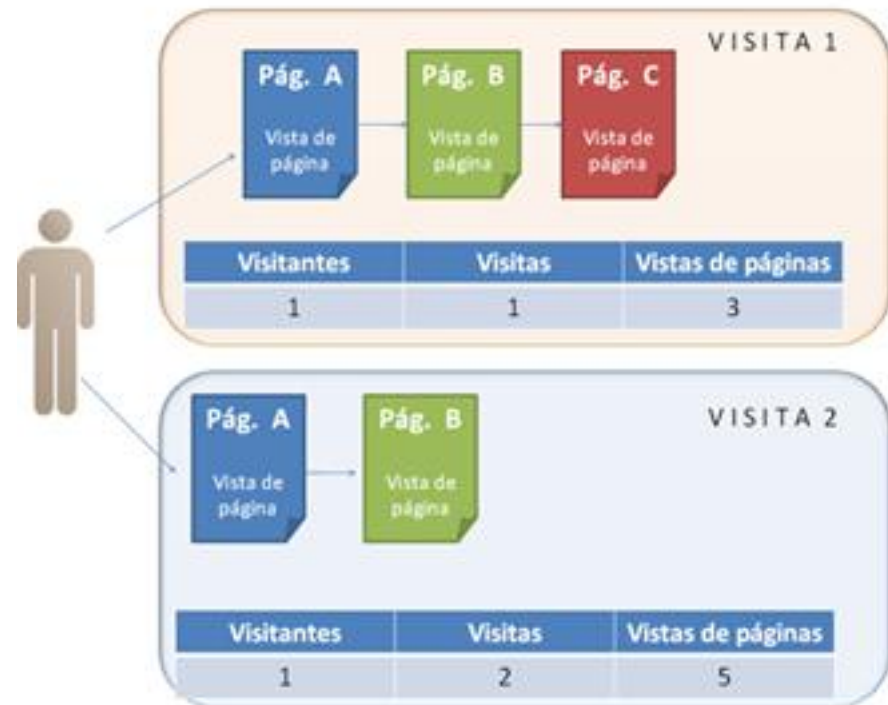 VISITA 1
Pág. A
Vista de
página
Pág. B
Vista de
página
Pág. C
Vista de
página
Visitantes Visitas Vistas de páginas
1 1 3
VISITA 2
Pág. A
Vista de
página
Pág. B
Vista de
página
Visitantes Visitas Vistas de páginas
1 2 5